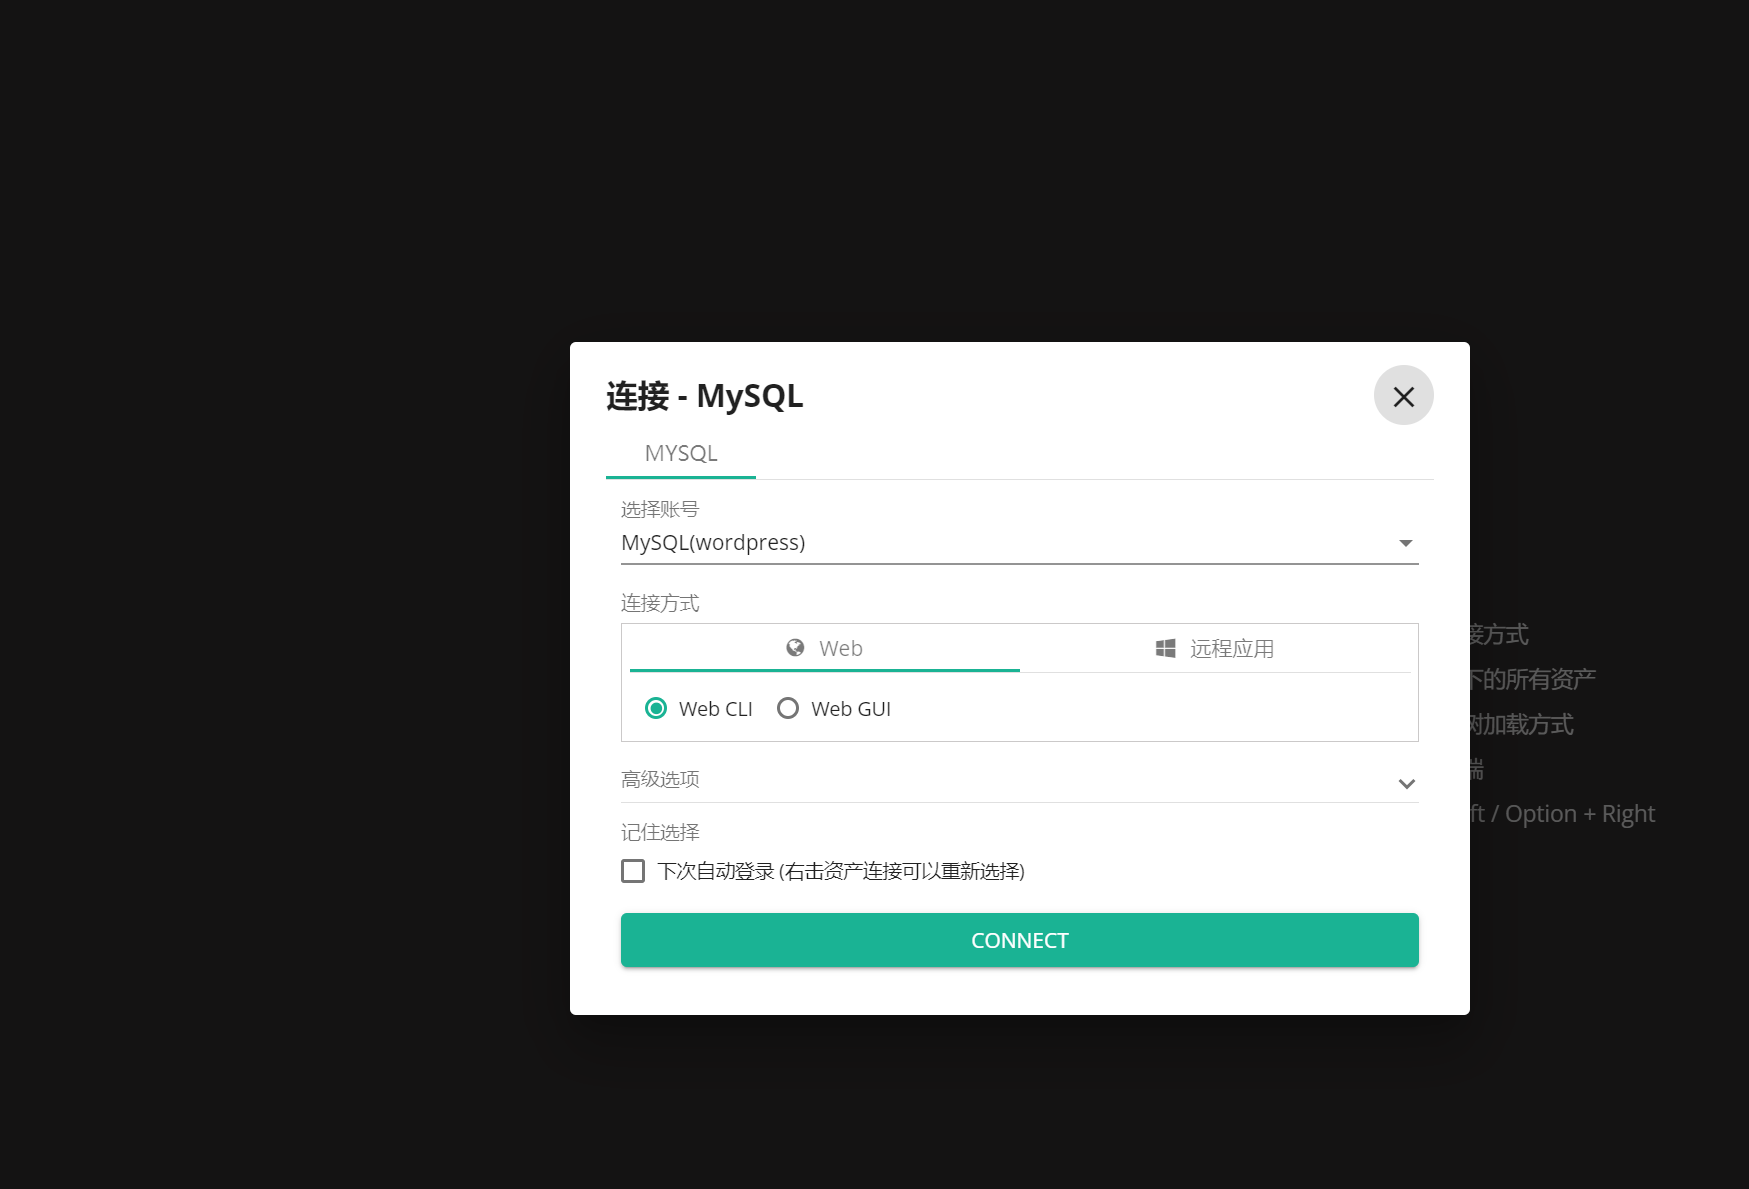 连接 - MySQL
MYSQL
选择账号
MySQL(wordpress)
连接方式
Web
远程应用
Web CLI
Web GUI
高级选项
记住选择
下次自动登录 (右击资产连接可以重新选择)
CONNECT
接方式
下的所有资产
树加载方式
端
ft / Option + Right